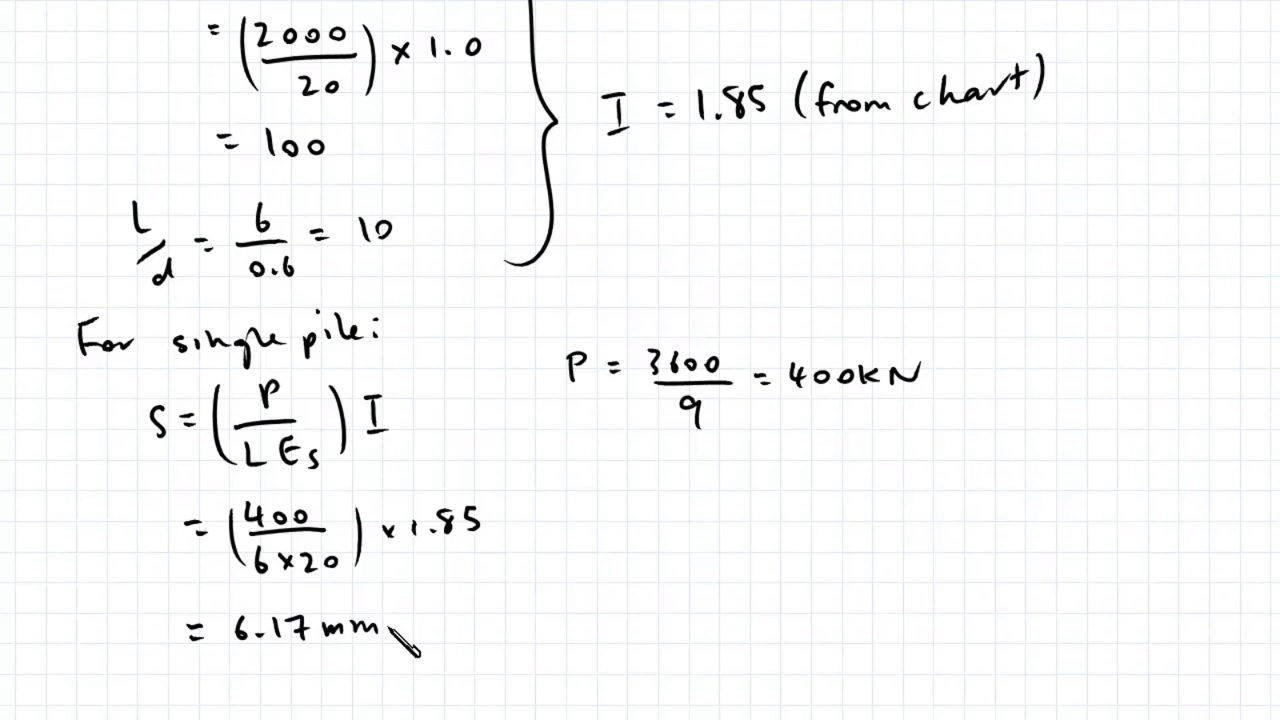 = (2000/20) × 1.0
= 100
I = 1.85 (from chart)
L/d = 6/0.6 = 10
For single pile:
S = (P/L Es) I
P = 3600/9 = 400kN
= (400/6×20) × 1.85
= 6.17 mm